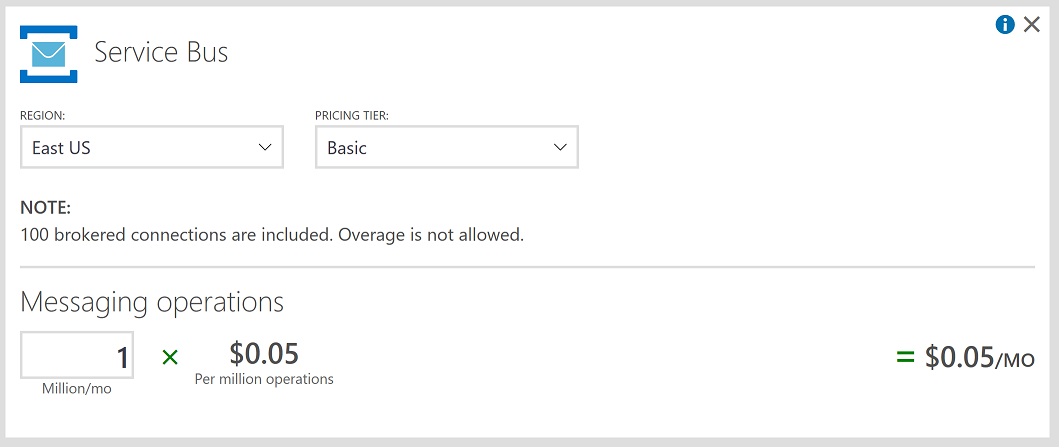 Service Bus
REGION:
PRICING TIER:
East US
Basic
NOTE:
100 brokered connections are included. Overage is not allowed.
Messaging operations
1 × $0.05 = $0.05/MO
Million/mo
Per million operations